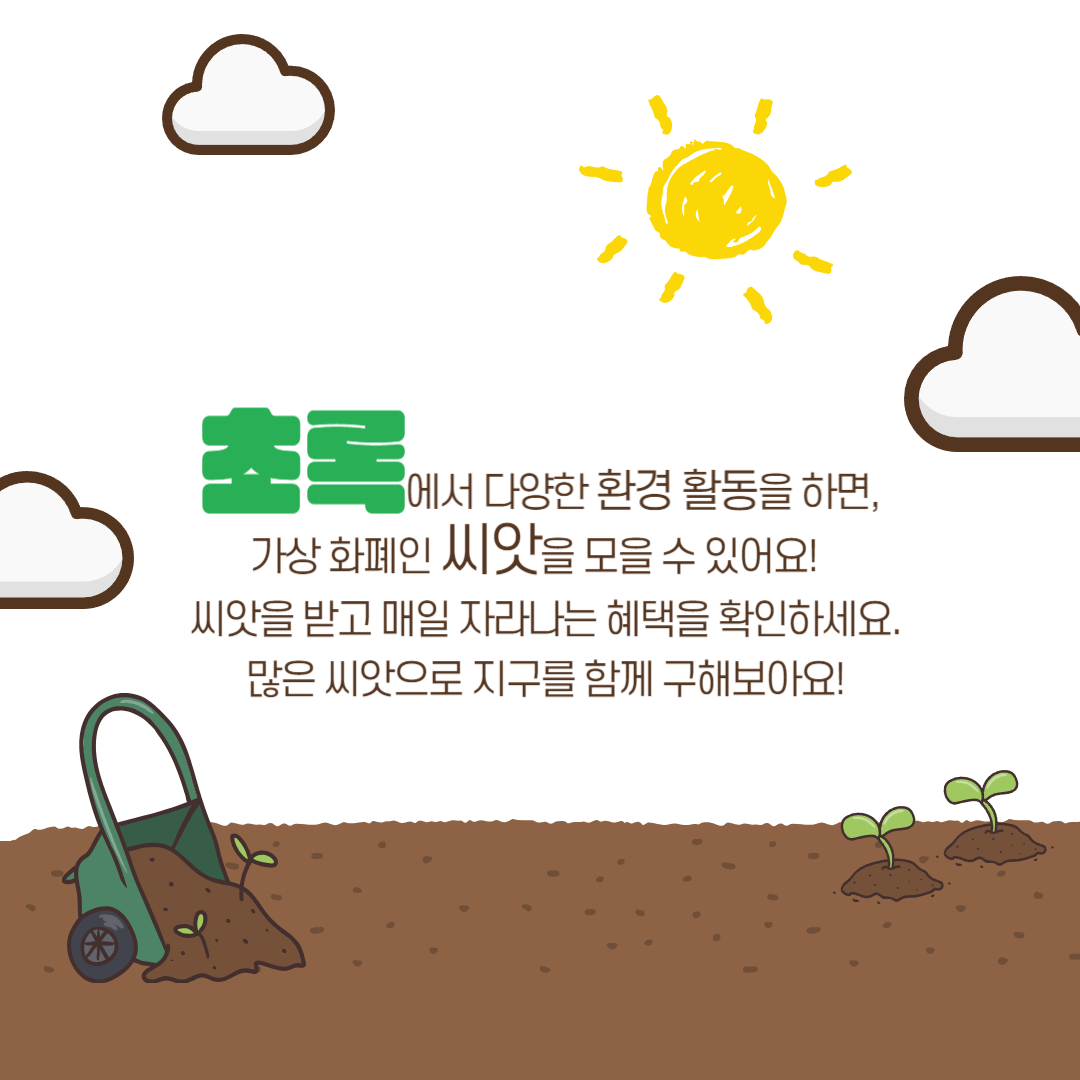 초록에서 다양한 환경 활동을 하면,
가상 화폐인 씨앗을 모을 수 있어요!
씨앗을 받고 매일 자라나는 혜택을 확인하세요.
많은 씨앗으로 지구를 함께 구해보아요!